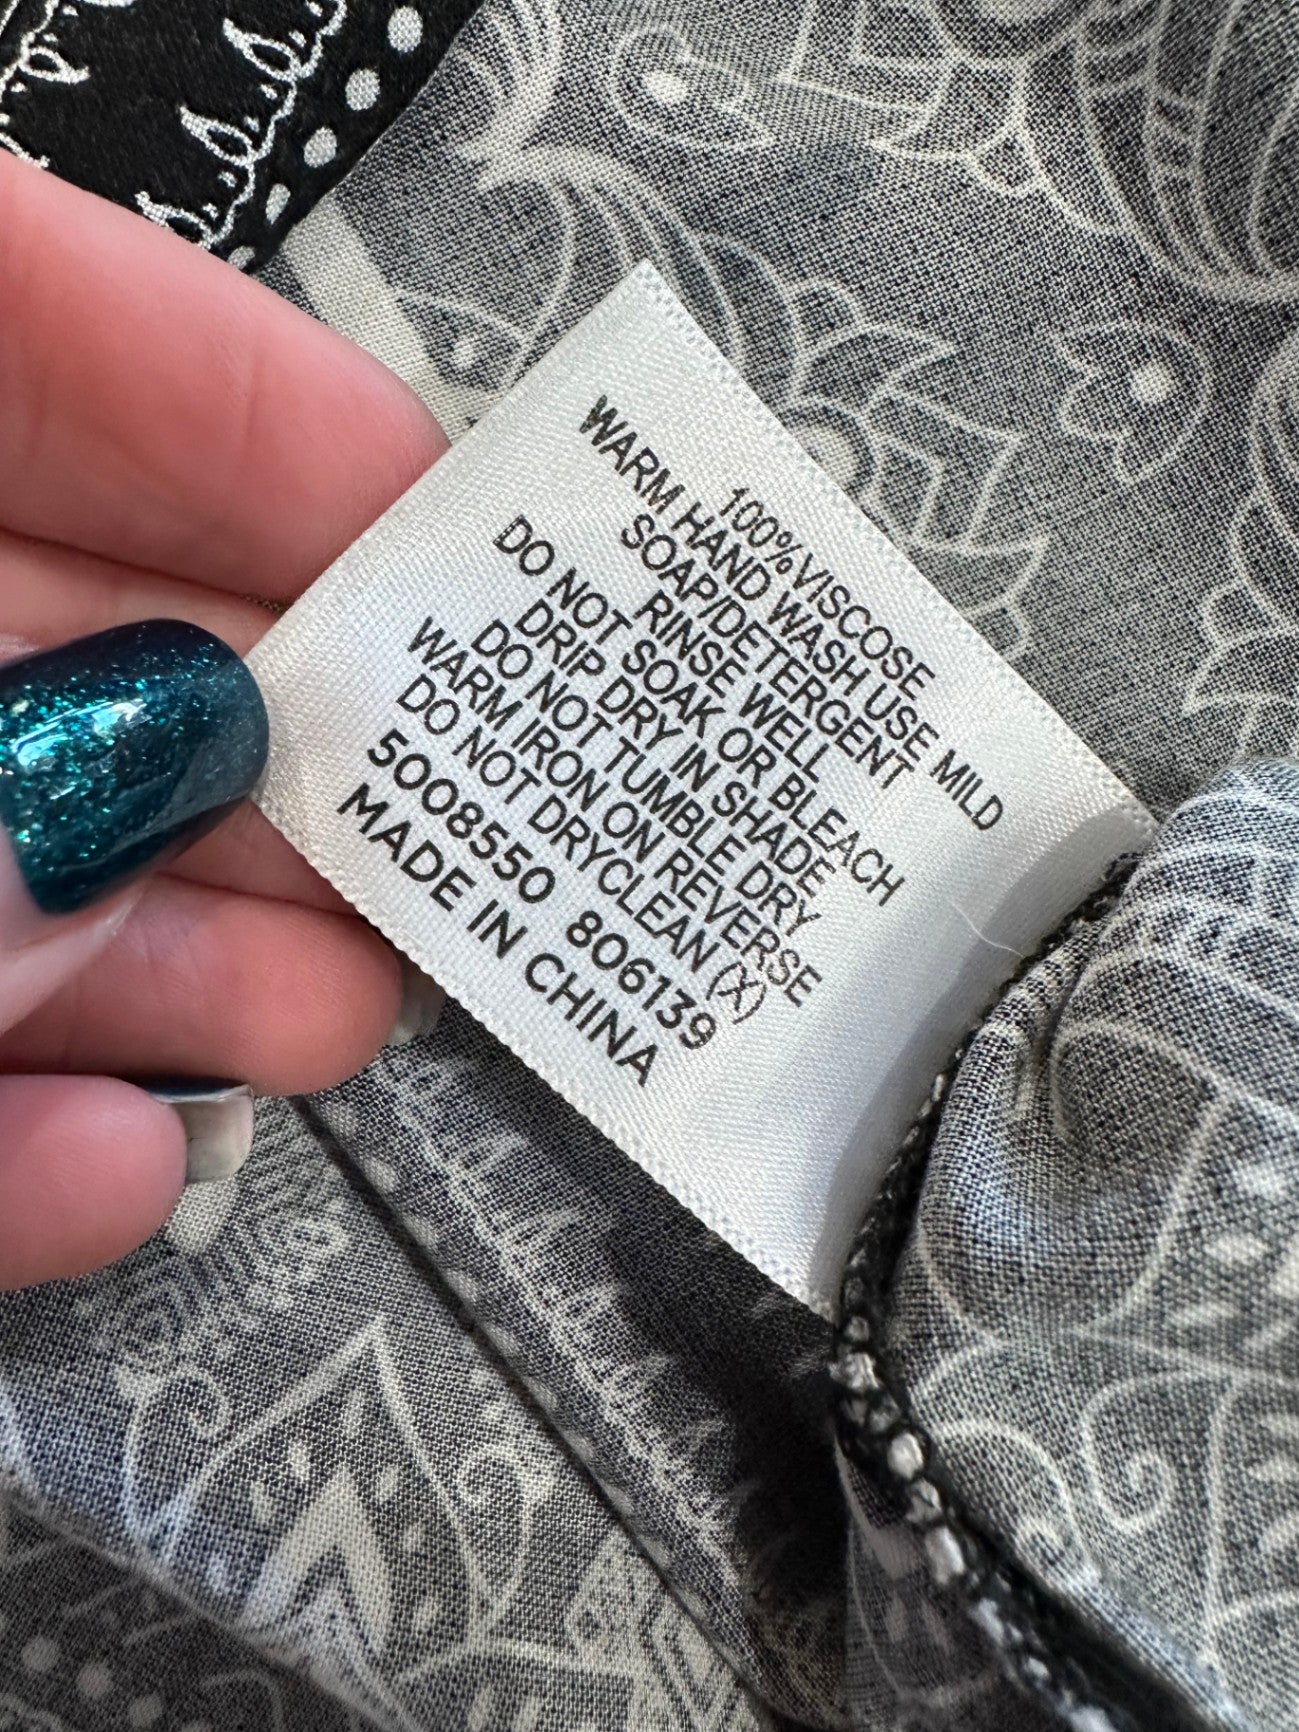 100%VISCOSE
WARM HAND WASH USE MILD
SOAP/DETERGENT
RINSE WELL
DO NOT SOAK OR BLEACH
DRIP DRY IN SHADE
DO NOT TUMBLE DRY
WARM IRON ON REVERSE
DO NOT DRYCLEAN (X)
5008550 806139
MADE IN CHINA